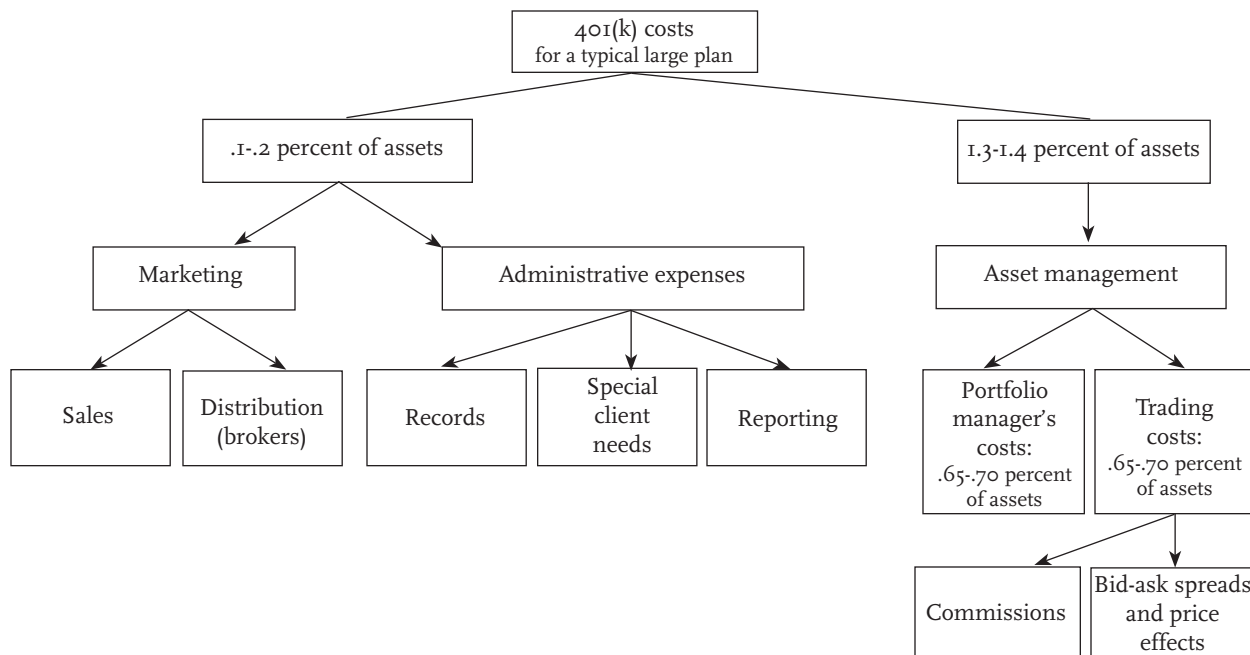 401(k) costs
for a typical large plan
.1-.2 percent of assets
1.3-1.4 percent of assets
Marketing
Administrative expenses
Asset management
Sales
Distribution
(brokers)
Records
Special
client
needs
Reporting
Portfolio
manager's
costs:
.65-.70 percent
of assets
Trading
costs:
.65-.70 percent
of assets
Commissions
Bid-ask spreads
and price
effects